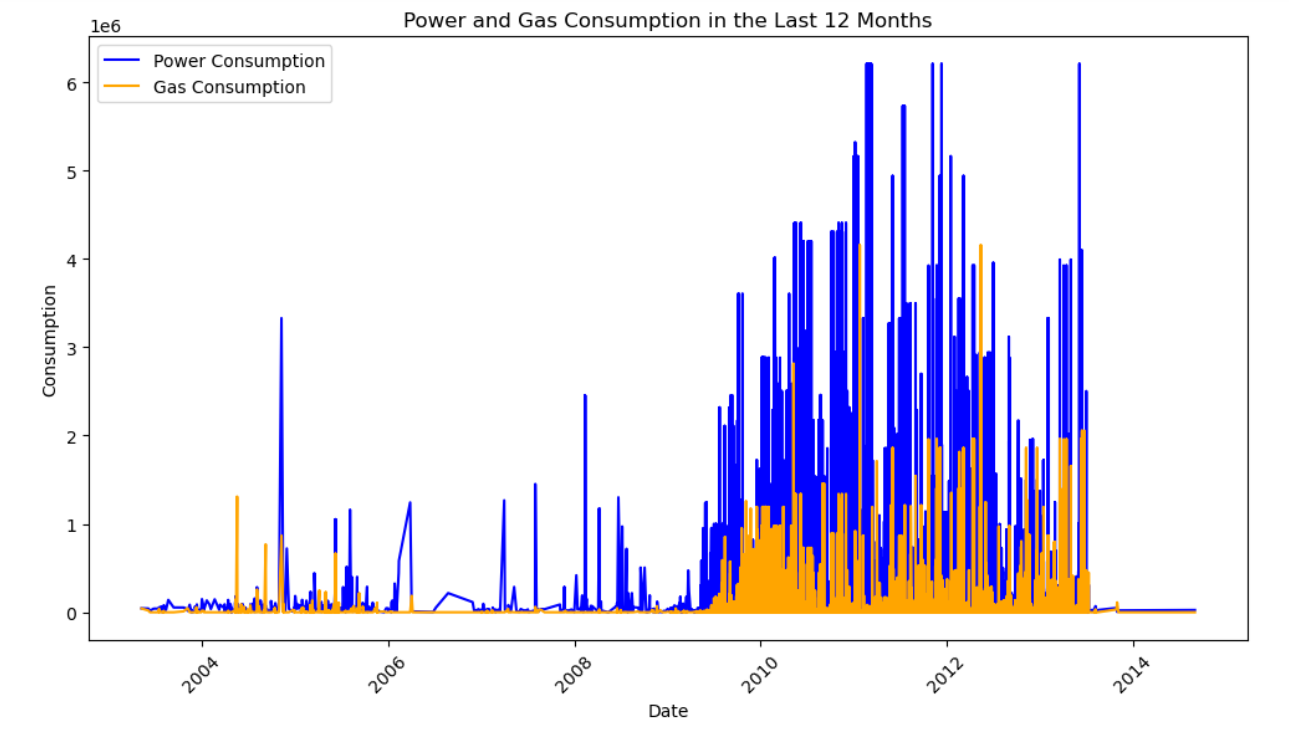 Power and Gas Consumption in the Last 12 Months
1e6
Power Consumption
Gas Consumption
6
5
4
3
2
1
0
Consumption
2004
2006
2008
2010
2012
2014
Date